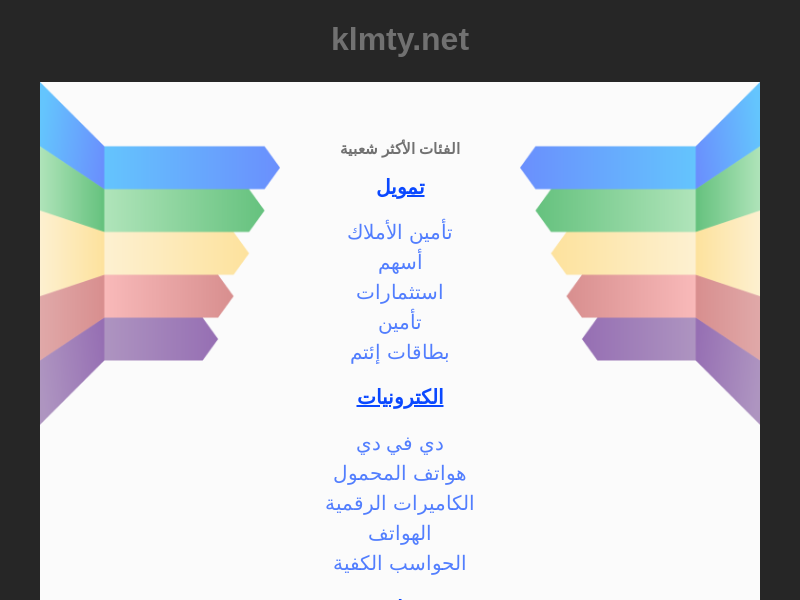 klmty.net
الفئات الأكثر شعبية
تمويل
تأمين الأملاك
أسهم
استثمارات
تأمين
بطاقات إئتم
الكترونيات
دي في دي
هواتف المحمول
الكاميرات الرقمية
الهواتف
الحواسب الكفية